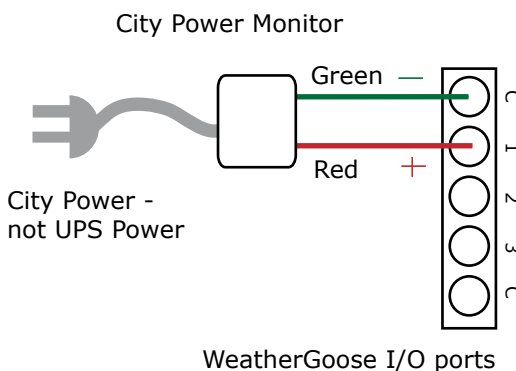 City Power Monitor
Green −
C
1
Red +
2
City Power -
not UPS Power
3
C
WeatherGoose I/O ports